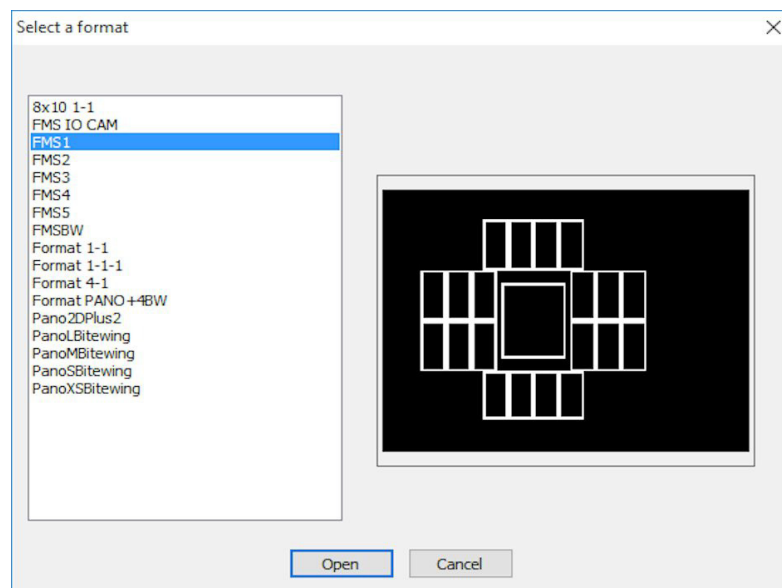 Select a format
8x10 1-1
FMS IO CAM
FMS1
FMS2
FMS3
FMS4
FMS5
FMSBW
Format 1-1
Format 1-1-1
Format 4-1
Format PANO+4BW
Pano2DPlus2
PanoLBitewing
PanoMBitewing
PanoSBitewing
PanoXSBitewing
Open
Cancel